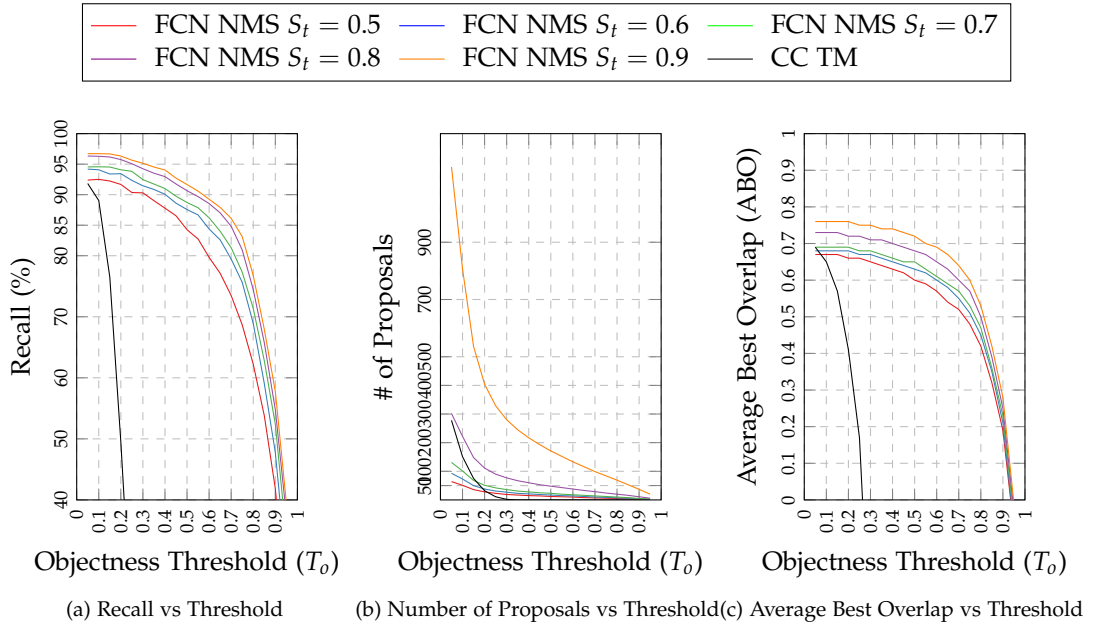 FCN NMS S_t = 0.5 FCN NMS S_t = 0.6 FCN NMS S_t = 0.7
FCN NMS S_t = 0.8 FCN NMS S_t = 0.9 CC TM
Recall (%)
40 50 60 70 80 85 90 95 100
0 0.1 0.2 0.3 0.4 0.5 0.6 0.7 0.8 0.9 1
Objectness Threshold (T_o)
(a) Recall vs Threshold
# of Proposals
50 100 200 300 400 500 700 900
0 0.1 0.2 0.3 0.4 0.5 0.6 0.7 0.8 0.9 1
Objectness Threshold (T_o)
(b) Number of Proposals vs Threshold
Average Best Overlap (ABO)
0 0.1 0.2 0.3 0.4 0.5 0.6 0.7 0.8 0.9 1
0 0.1 0.2 0.3 0.4 0.5 0.6 0.7 0.8 0.9 1
Objectness Threshold (T_o)
(c) Average Best Overlap vs Threshold